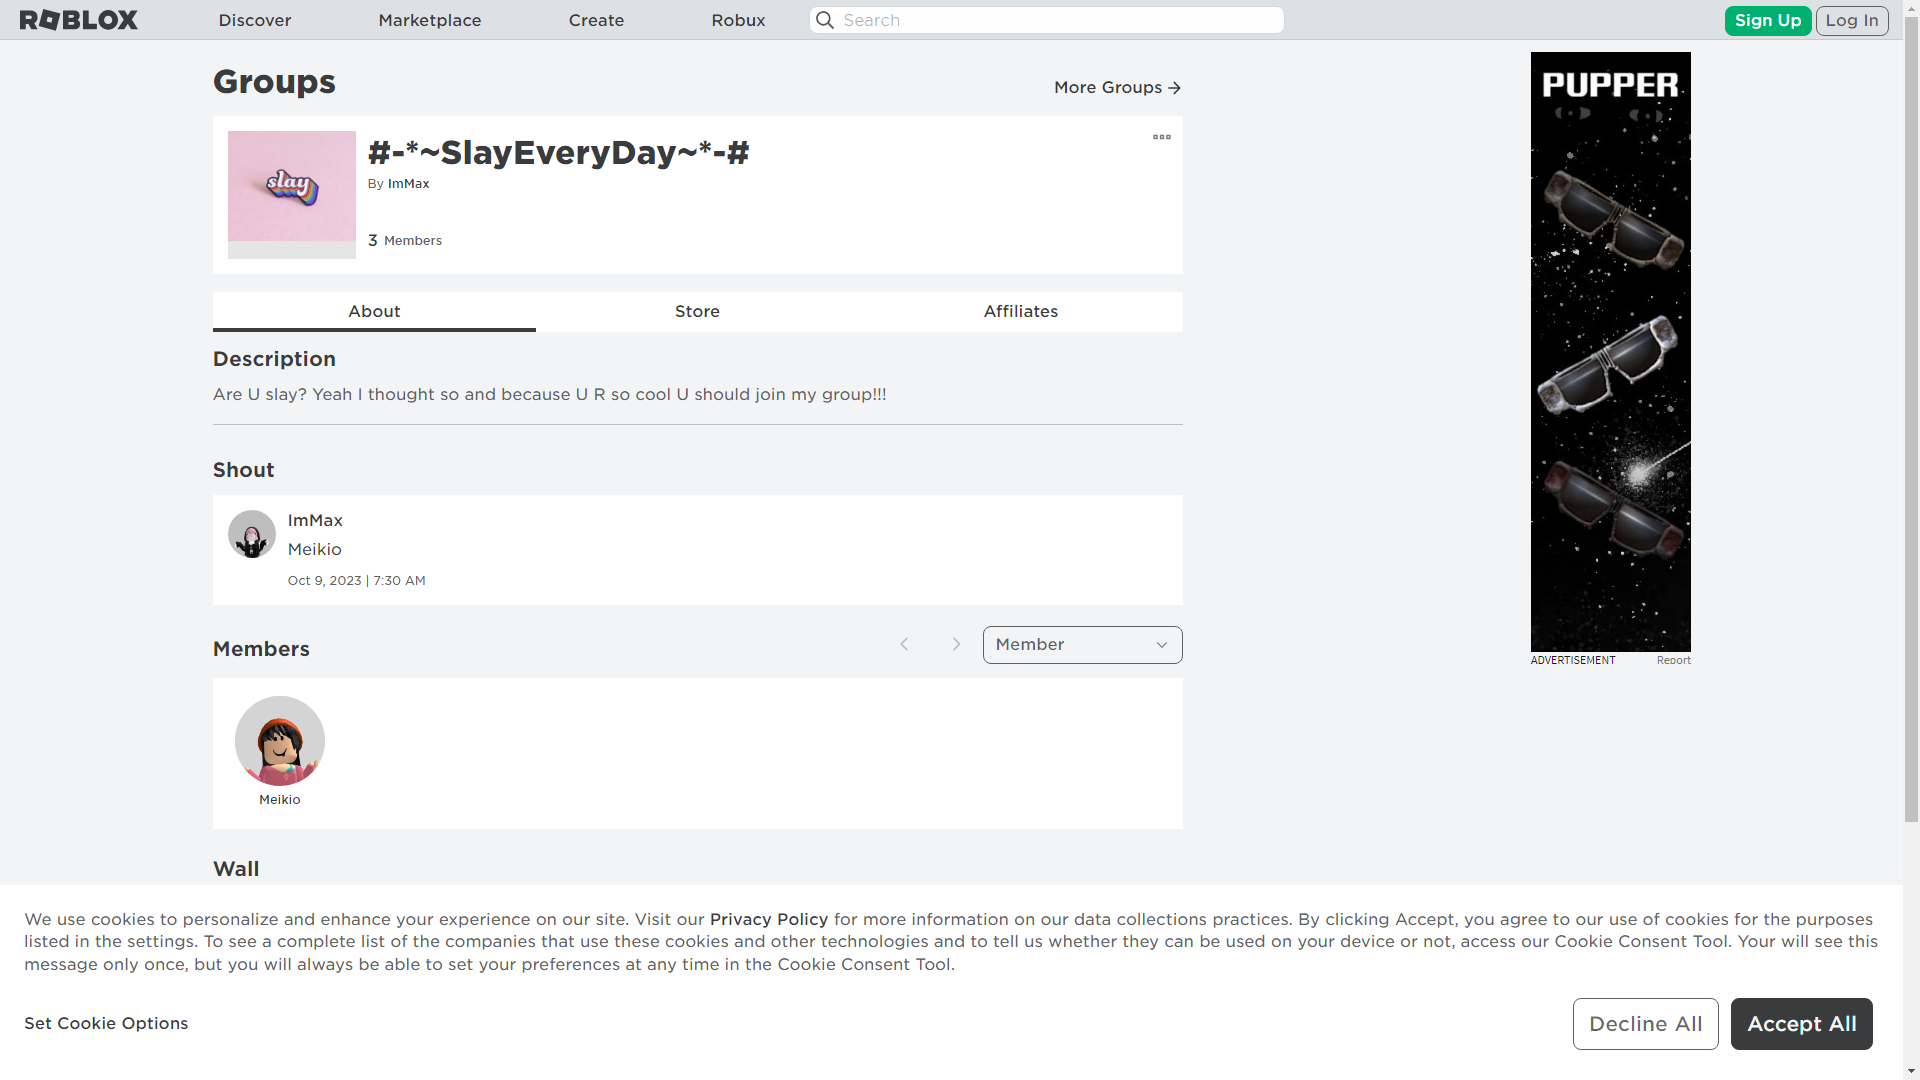 ROBLOX
Discover
Marketplace
Create
Robux
Search
Sign Up
Log In
Groups
More Groups
slay
#-*~SlayEveryDay~*-#
By ImMax
3 Members
About
Store
Affiliates
Description
Are U slay? Yeah I thought so and because U R so cool U should join my group!!!
Shout
ImMax
Meikio
Oct 9, 2023 | 7:30 AM
Members
Member
Meikio
Wall
PUPPER
ADVERTISEMENT
Report
We use cookies to personalize and enhance your experience on our site. Visit our Privacy Policy for more information on our data collections practices. By clicking Accept, you agree to our use of cookies for the purposes
listed in the settings. To see a complete list of the companies that use these cookies and other technologies and to tell us whether they can be used on your device or not, access our Cookie Consent Tool. Your will see this
message only once, but you will always be able to set your preferences at any time in the Cookie Consent Tool.
Set Cookie Options
Decline All
Accept All